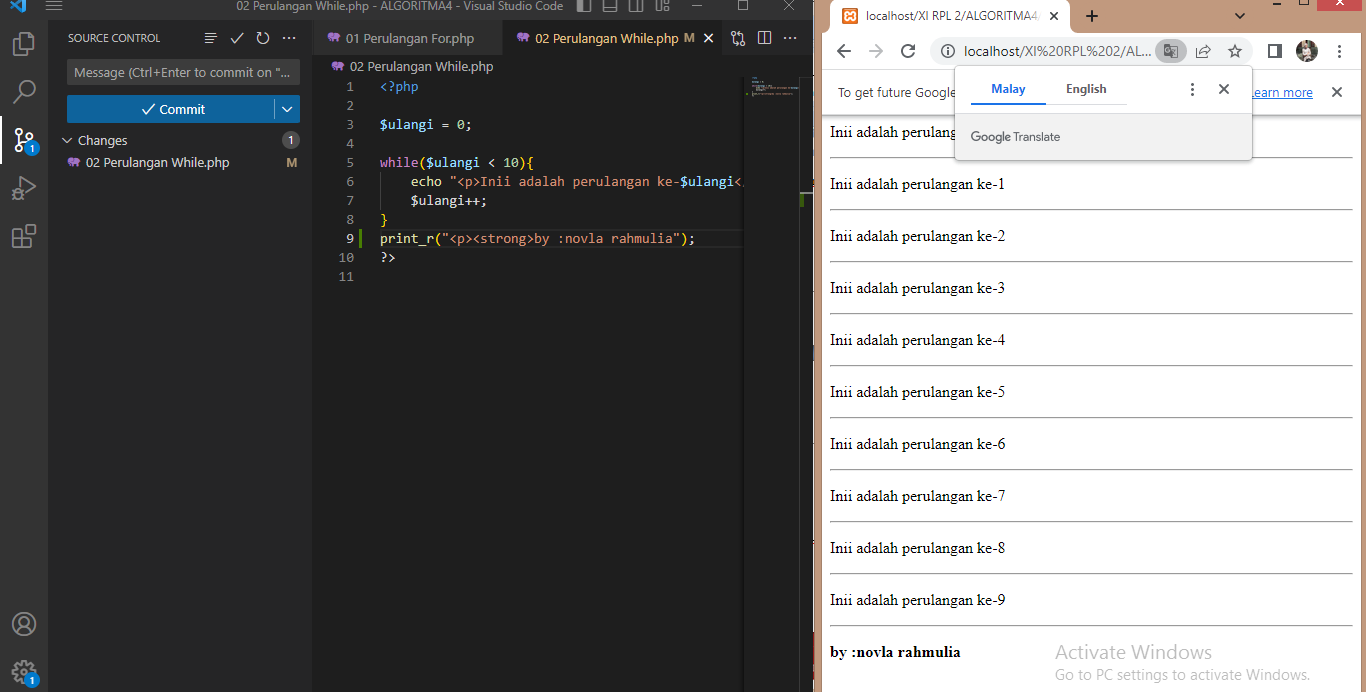 02 Perulangan While.php - ALGORITMA4 - Visual Studio Code
SOURCE CONTROL
Message (Ctrl+Enter to commit on "...
Commit
Changes 1
02 Perulangan While.php M
1
1
01 Perulangan For.php
02 Perulangan While.php M
02 Perulangan While.php
1 <?php
2
3 $ulangi = 0;
4
5 while($ulangi < 10){
6 echo "<p>Inii adalah perulangan ke-$ulangi<
7 $ulangi++;
8 }
9 print_r("<p><strong>by :novla rahmulia");
10 ?>
11
localhost/XI RPL 2/ALGORITMA4
localhost/XI%20RPL%202/AL...
To get future Google
Learn more
Malay English
Google Translate
Inii adalah perulang
Inii adalah perulangan ke-1
Inii adalah perulangan ke-2
Inii adalah perulangan ke-3
Inii adalah perulangan ke-4
Inii adalah perulangan ke-5
Inii adalah perulangan ke-6
Inii adalah perulangan ke-7
Inii adalah perulangan ke-8
Inii adalah perulangan ke-9
by :novla rahmulia
Activate Windows
Go to PC settings to activate Windows.